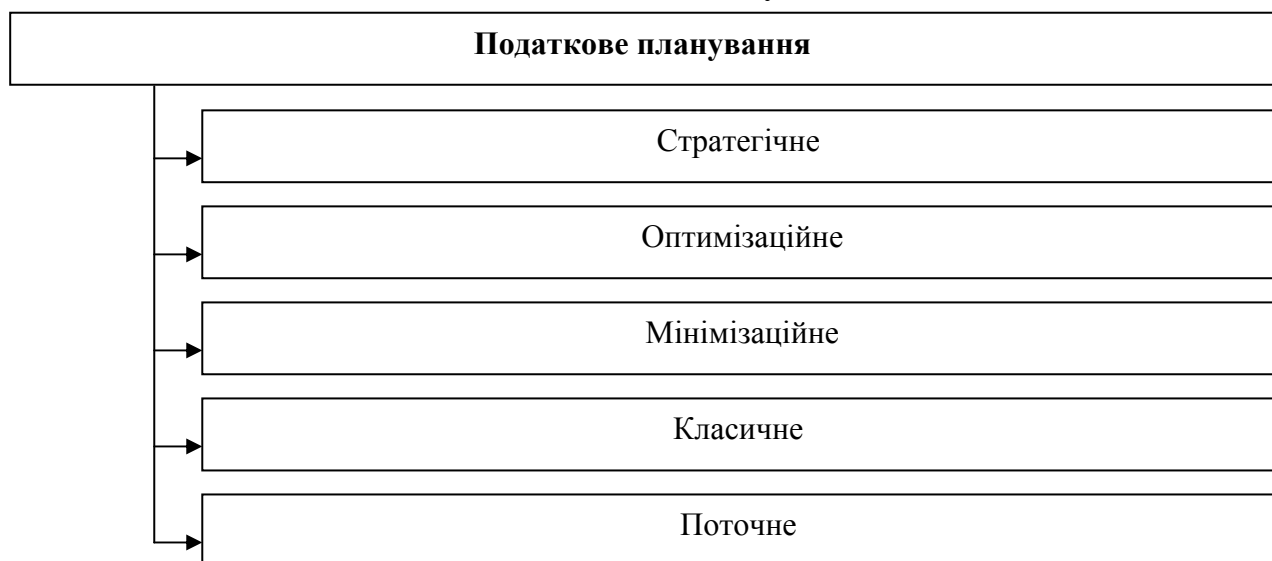 Податкове планування
Стратегічне
Оптимізаційне
Мінімізаційне
Класичне
Поточне